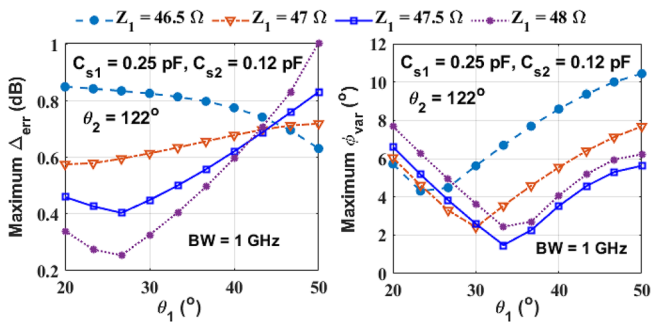 Z1 = 46.5 Ω Z1 = 47 Ω Z1 = 47.5 Ω Z1 = 48 Ω
Maximum Δerr (dB)
1
0.8
0.6
0.4
0.2
Cs1 = 0.25 pF, Cs2 = 0.12 pF
θ2 = 122°
BW = 1 GHz
20 30 40 50
θ1 (°)
Maximum ϕvar (°)
12
10
8
6
4
2
0
Cs1 = 0.25 pF, Cs2 = 0.12 pF
θ2 = 122°
BW = 1 GHz
20 30 40 50
θ1 (°)